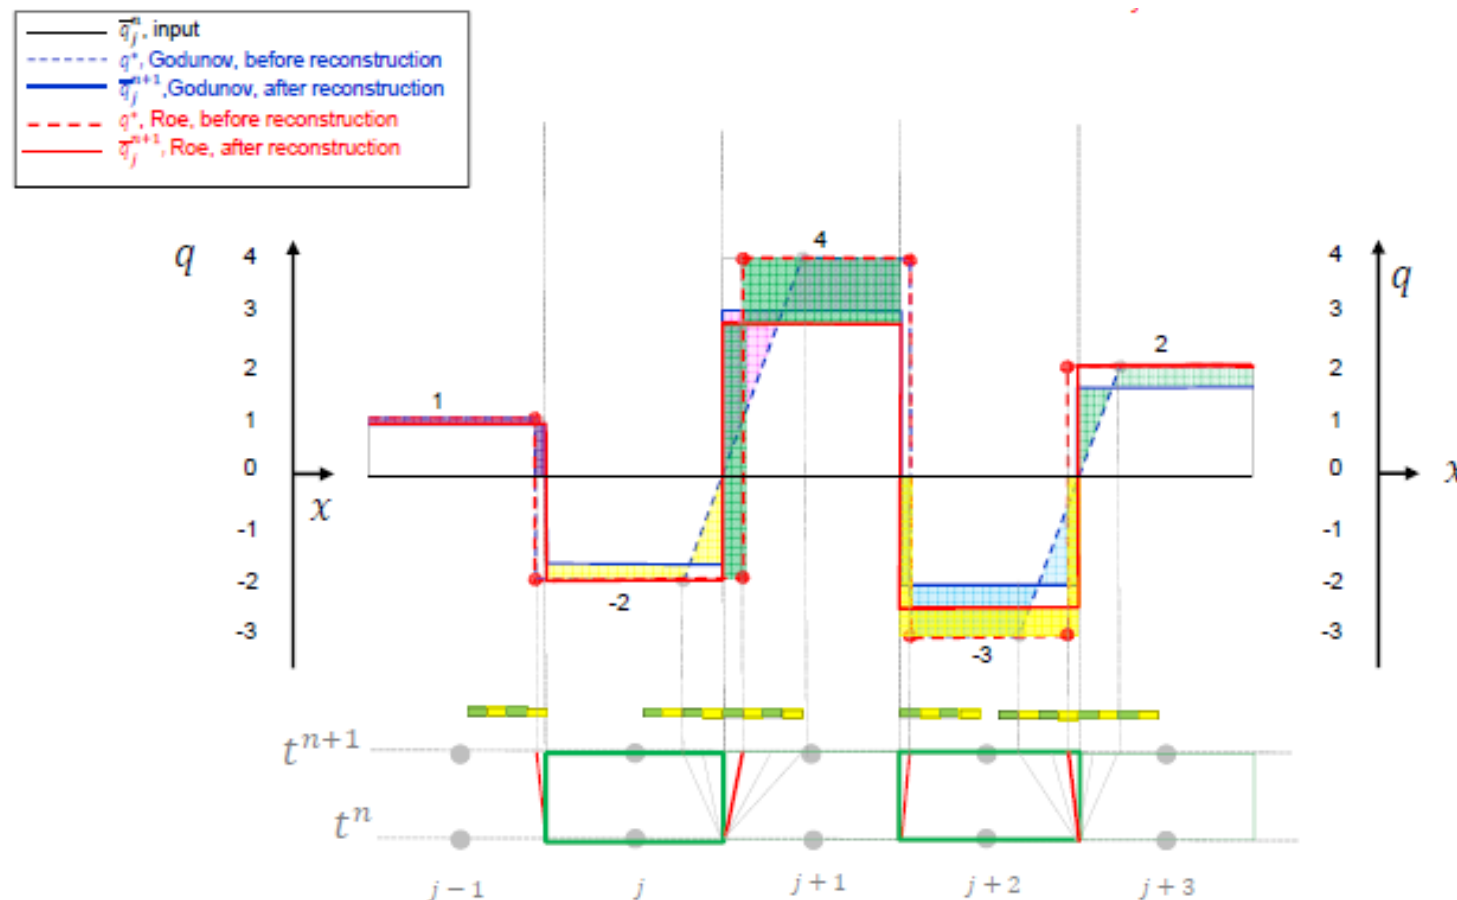 q̅ⱼⁿ, input
q*, Godunov, before reconstruction
q̅ⱼⁿ⁺¹,Godunov, after reconstruction
q*, Roe, before reconstruction
q̅ⱼⁿ⁺¹, Roe, after reconstruction
q
4
3
2
1
0
-1
-2
-3
x
1
-2
4
-3
2
4
3
2
1
0
-1
-2
-3
q
x
tⁿ⁺¹
tⁿ
j − 1
j
j + 1
j + 2
j + 3